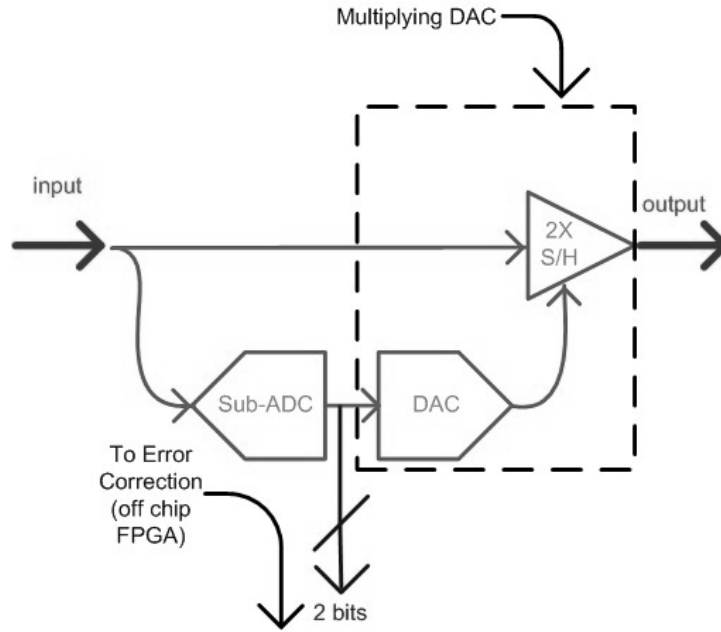 Multiplying DAC
input
output
2X
S/H
Sub-ADC
DAC
To Error
Correction
(off chip
FPGA)
2 bits